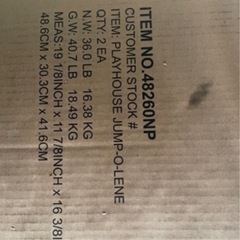 ITEM NO.48260NP
CUSTOMER STOCK #
ITEM: PLAYHOUSE JUMP-O-LENE
QTY: 2 EA
N.W: 36.0 LB 16.38 KG
G.W: 40.7 LB 18.49 KG
MEAS:19 1/8INCH x 11 7/8INCH x 16 3/8I
48.6CM x 30.3CM x 41.6CM